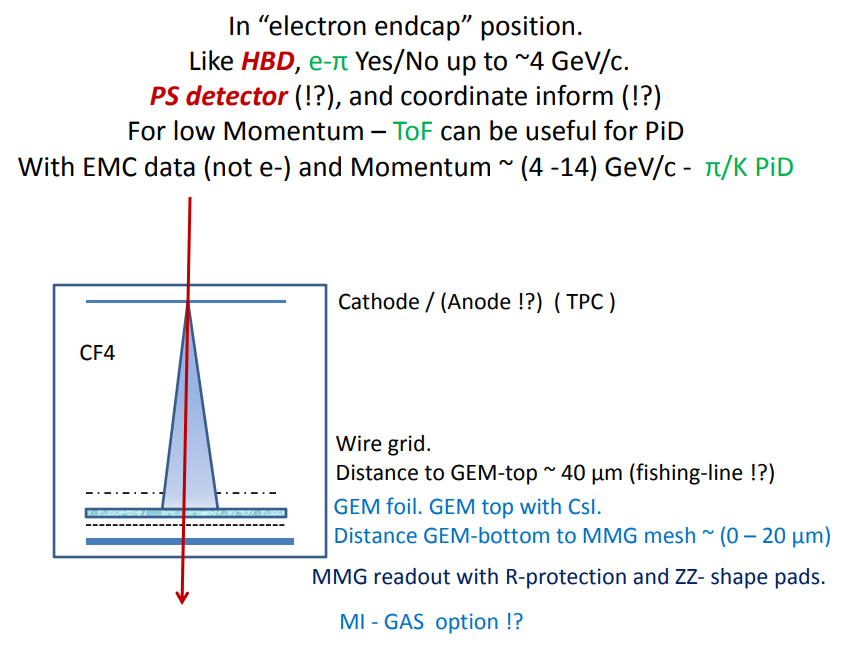 In “electron endcap” position.
Like HBD, e-π Yes/No up to ~4 GeV/c.
PS detector (!?), and coordinate inform (!?)
For low Momentum – ToF can be useful for PiD
With EMC data (not e-) and Momentum ~ (4 -14) GeV/c - π/K PiD
Cathode / (Anode !?) ( TPC )
CF4
Wire grid.
Distance to GEM-top ~ 40 μm (fishing-line !?)
GEM foil. GEM top with CsI.
Distance GEM-bottom to MMG mesh ~ (0 – 20 μm)
MMG readout with R-protection and ZZ- shape pads.
MI - GAS option !?